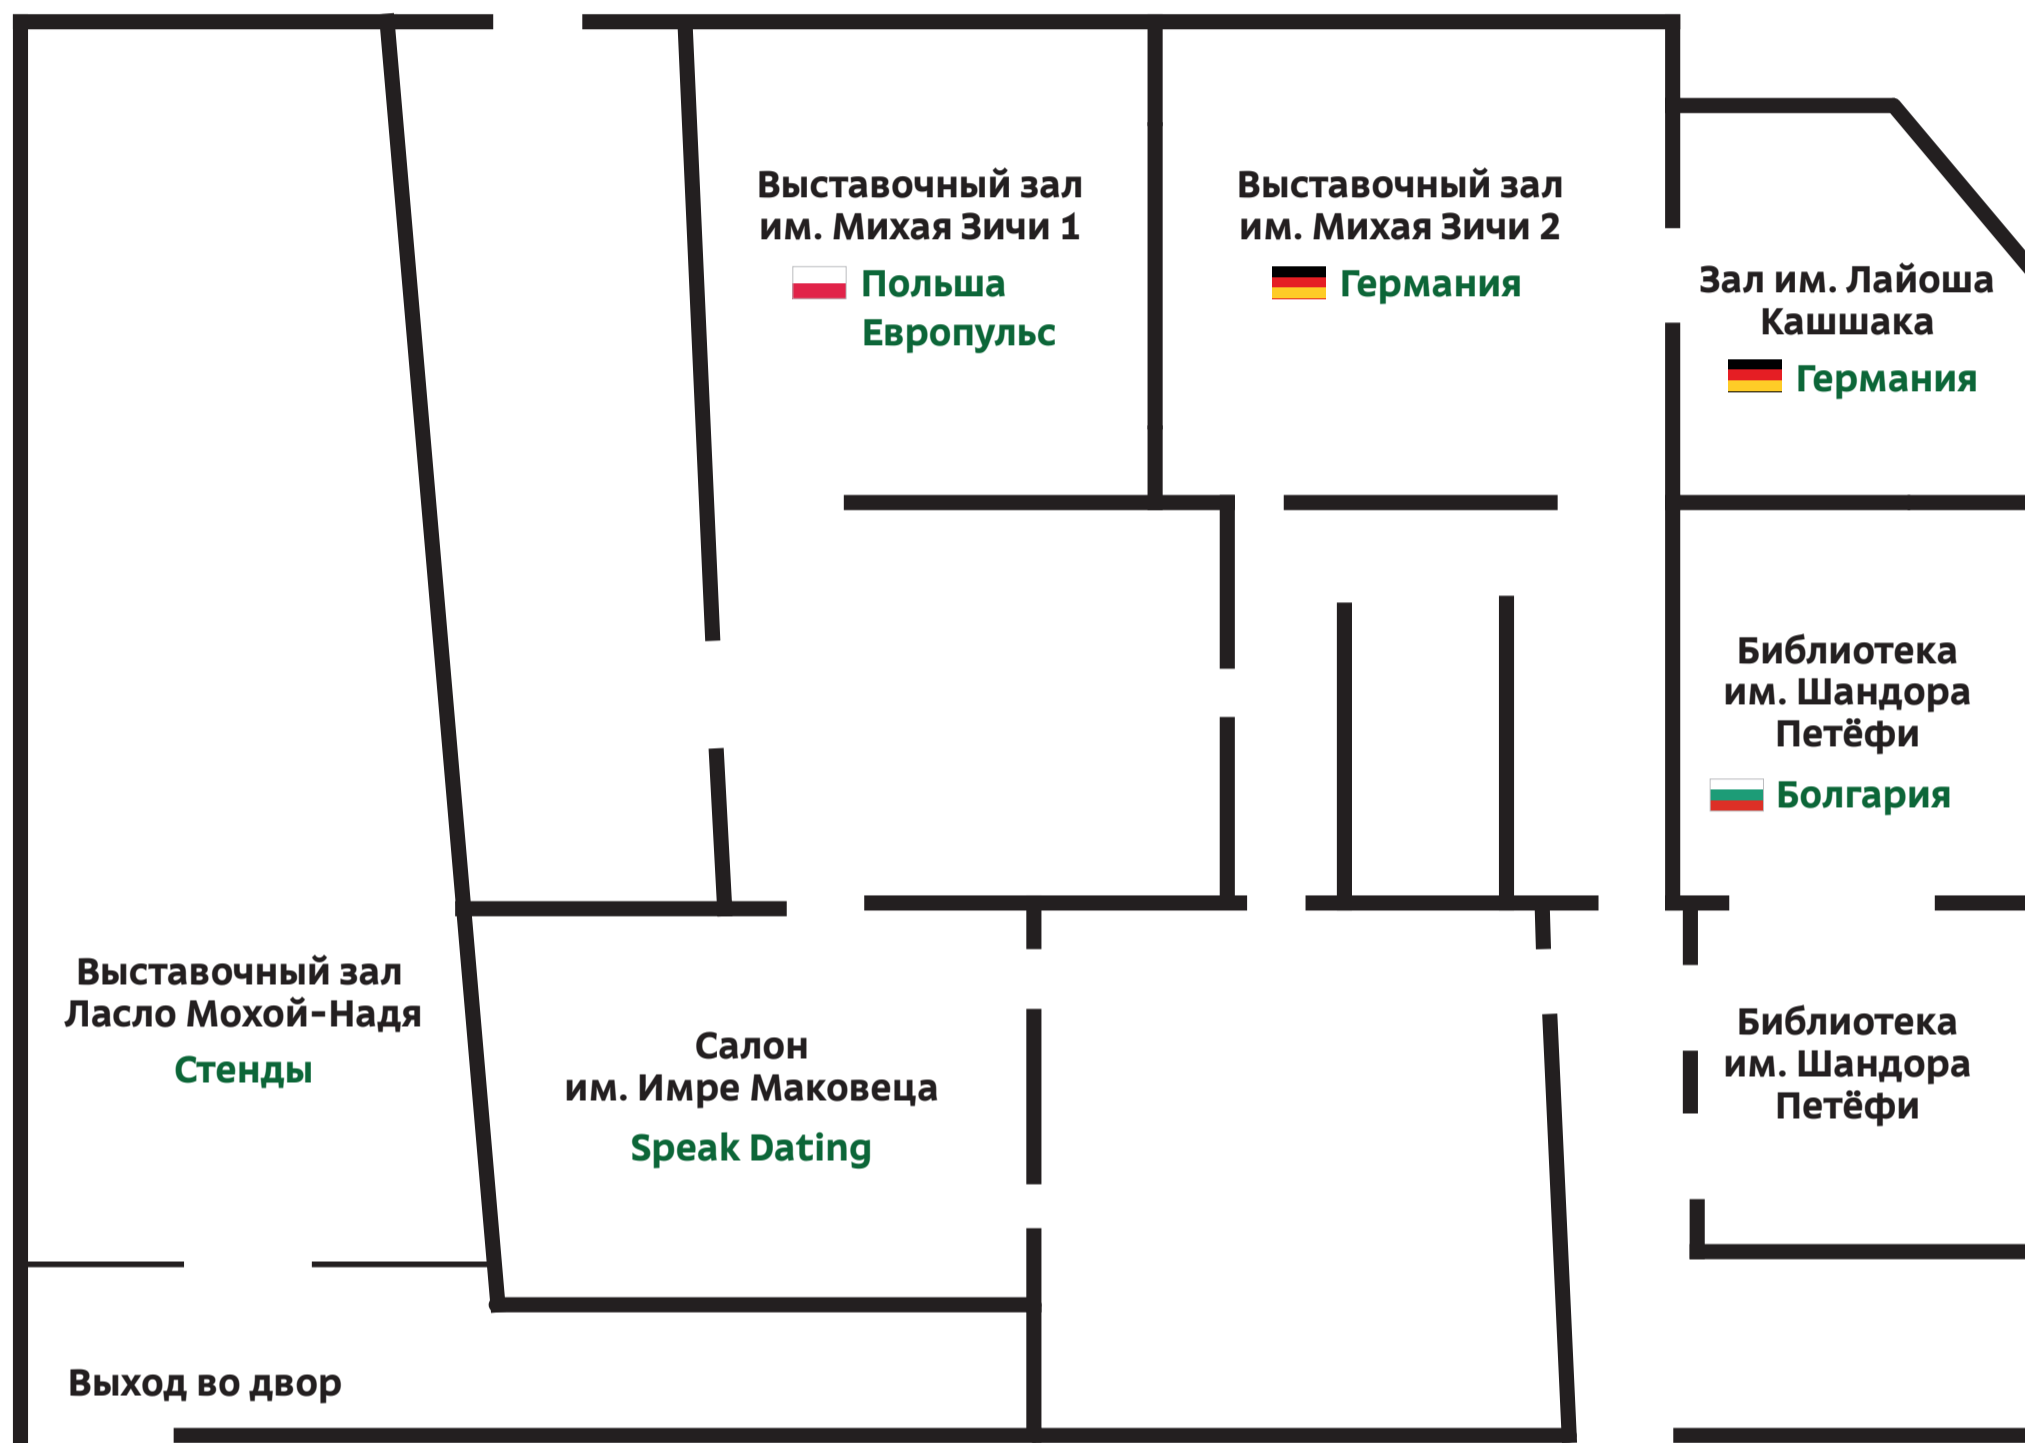 Выставочный зал
им. Михая Зичи 1
Польша
Европульс
Выставочный зал
им. Михая Зичи 2
Германия
Зал им. Лайоша
Кашшака
Германия
Библиотека
им. Шандора
Петёфи
Болгария
Выставочный зал
Ласло Мохой-Надя
Стенды
Салон
им. Имре Маковеца
Speak Dating
Библиотека
им. Шандора
Петёфи
Выход во двор